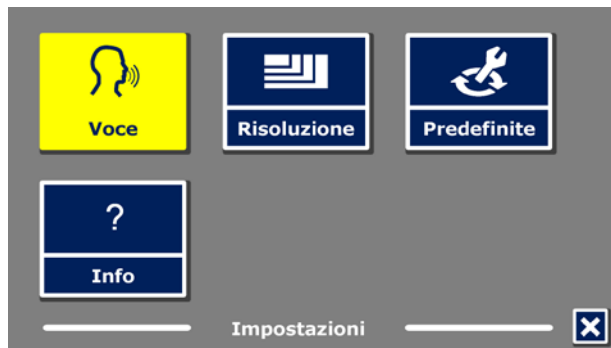 Voce
Risoluzione
Predefinite
?
Info
Impostazioni